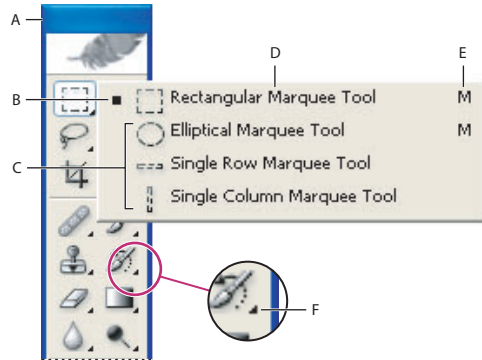 A
D
E
B
Rectangular Marquee Tool M
Elliptical Marquee Tool M
C
Single Row Marquee Tool
Single Column Marquee Tool
F